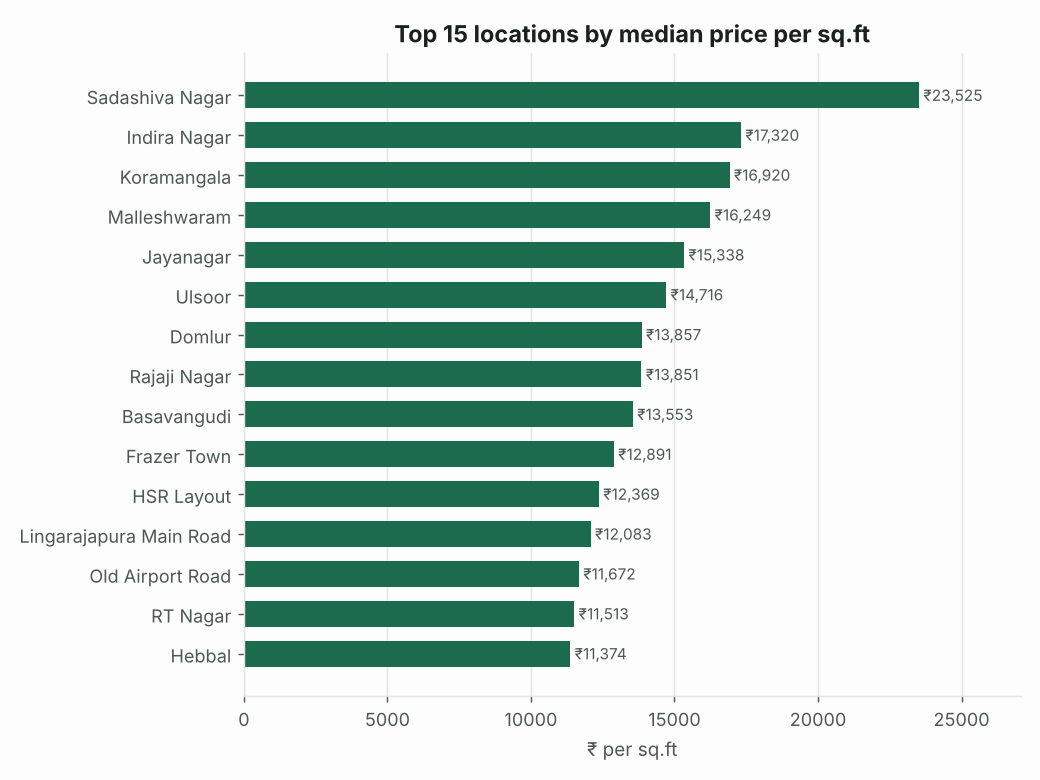 Top 15 locations by median price per sq.ft
Sadashiva Nagar ₹23,525
Indira Nagar ₹17,320
Koramangala ₹16,920
Malleshwaram ₹16,249
Jayanagar ₹15,338
Ulsoor ₹14,716
Domlur ₹13,857
Rajaji Nagar ₹13,851
Basavangudi ₹13,553
Frazer Town ₹12,891
HSR Layout ₹12,369
Lingarajapura Main Road ₹12,083
Old Airport Road ₹11,672
RT Nagar ₹11,513
Hebbal ₹11,374
0 5000 10000 15000 20000 25000
₹ per sq.ft